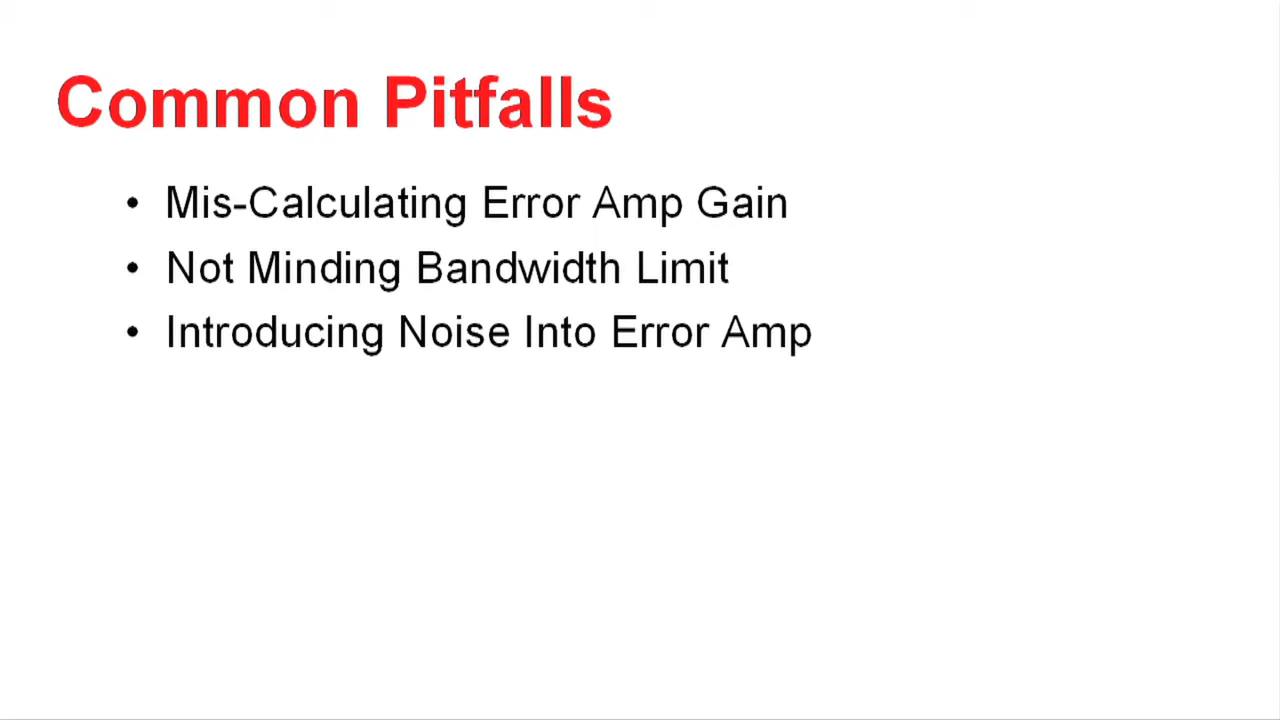 Common Pitfalls
• Mis-Calculating Error Amp Gain
• Not Minding Bandwidth Limit
• Introducing Noise Into Error Amp